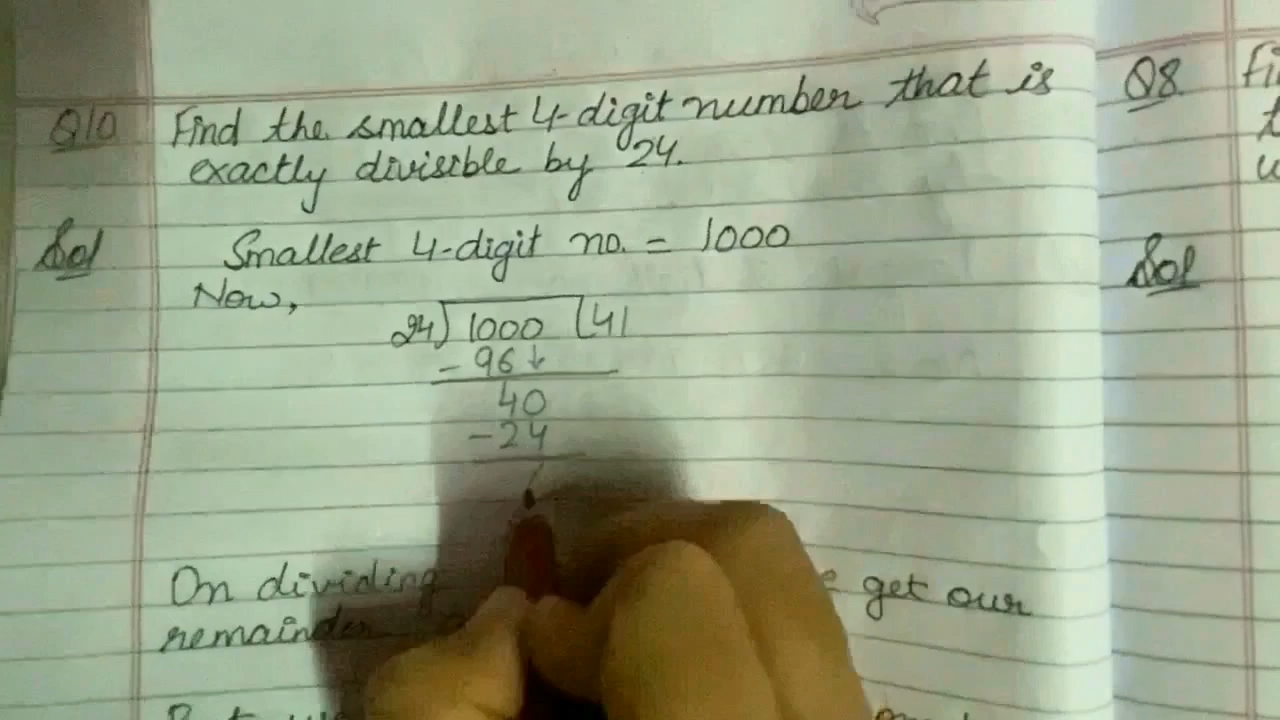 Q10 Find the smallest 4-digit number that is
exactly divisible by 24.
Sol Smallest 4-digit no. = 1000
Now,
24) 1000 (41
- 96 ↓
40
- 24
On dividing get our
remainder
Q8
Sol